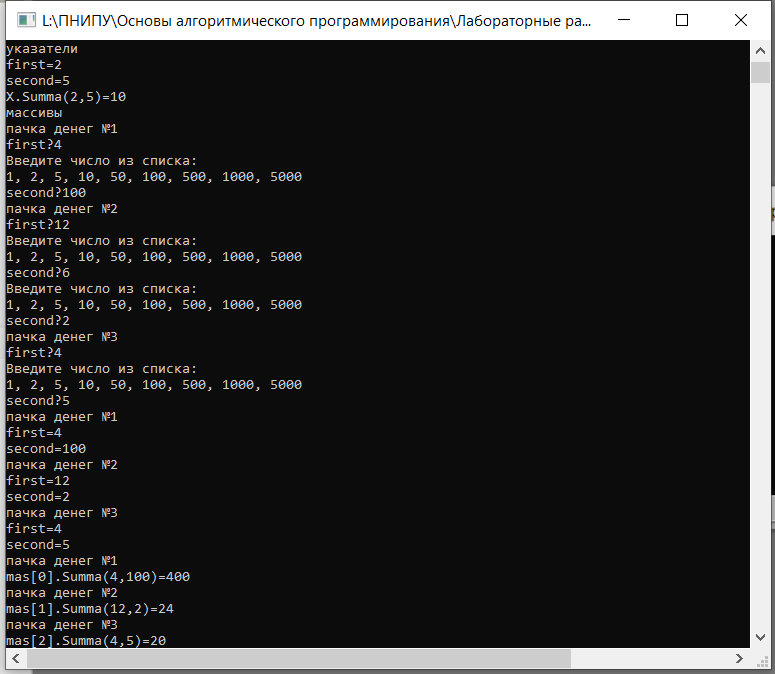 L:\ПНИПУ\Основы алгоритмического программирования\Лабораторные ра...
указатели
first=2
second=5
X.Summa(2,5)=10
массивы
пачка денег №1
first?4
Введите число из списка:
1, 2, 5, 10, 50, 100, 500, 1000, 5000
second?100
пачка денег №2
first?12
Введите число из списка:
1, 2, 5, 10, 50, 100, 500, 1000, 5000
second?6
Введите число из списка:
1, 2, 5, 10, 50, 100, 500, 1000, 5000
second?2
пачка денег №3
first?4
Введите число из списка:
1, 2, 5, 10, 50, 100, 500, 1000, 5000
second?5
пачка денег №1
first=4
second=100
пачка денег №2
first=12
second=2
пачка денег №3
first=4
second=5
пачка денег №1
mas[0].Summa(4,100)=400
пачка денег №2
mas[1].Summa(12,2)=24
пачка денег №3
mas[2].Summa(4,5)=20